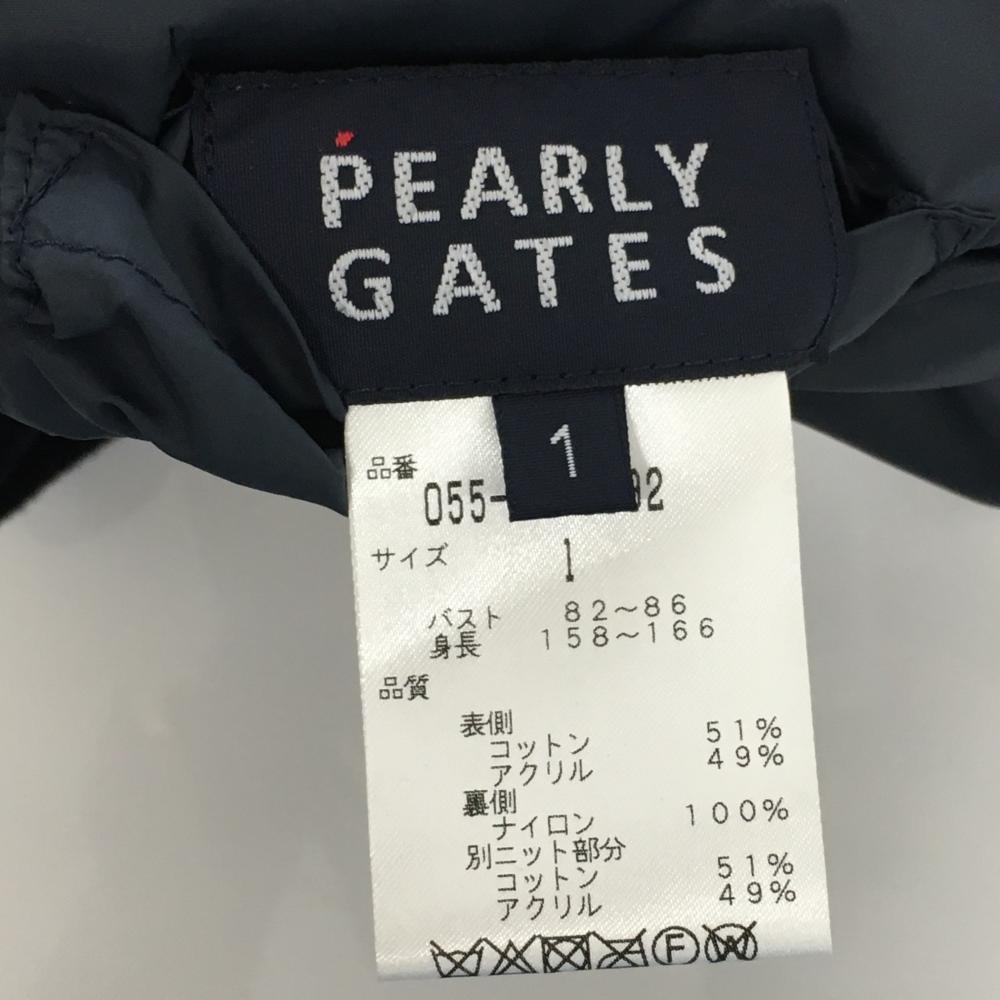 PEARLY
GATES
1
品番
055- 92
サイズ 1
バスト 82~86
身長 158~166
品質
表側
コットン 51%
アクリル 49%
裏側
ナイロン 100%
別ニット部分
コットン 51%
アクリル 49%
F W